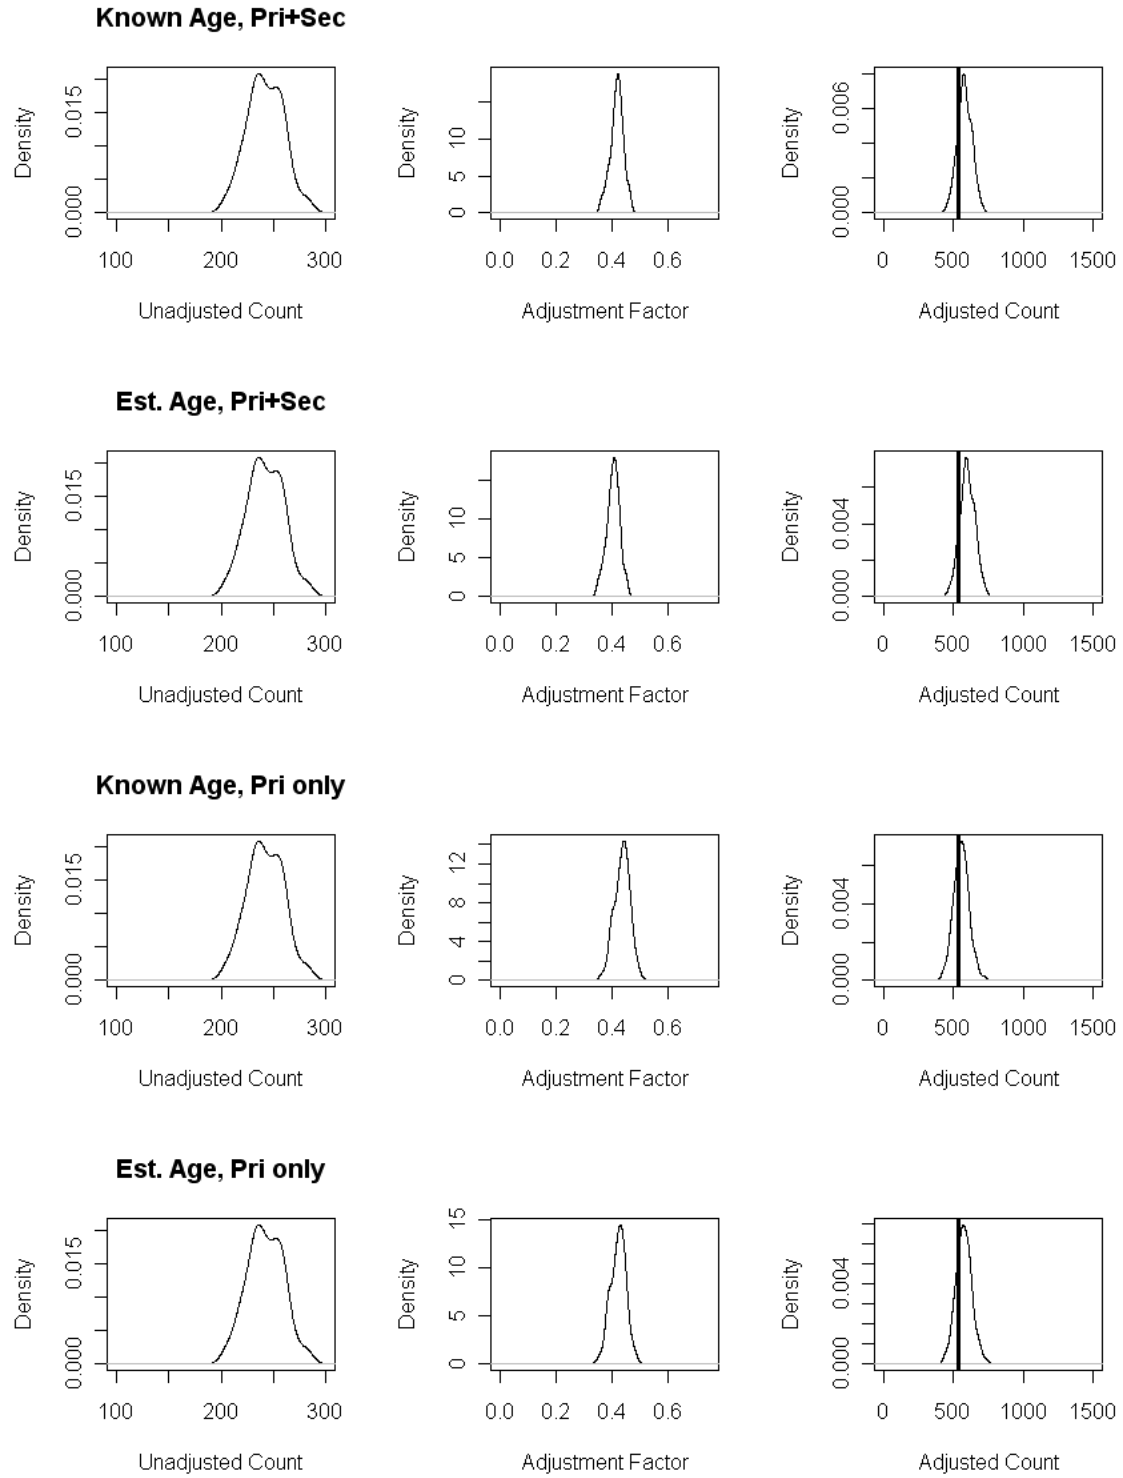 Known Age, Pri+Sec
Density
0.000 0.015
100 200 300
Unadjusted Count
Density
0 5 10
0.0 0.2 0.4 0.6
Adjustment Factor
Density
0.000 0.006
0 500 1000 1500
Adjusted Count
Est. Age, Pri+Sec
Density
0.000 0.015
100 200 300
Unadjusted Count
Density
0 5 10
0.0 0.2 0.4 0.6
Adjustment Factor
Density
0.000 0.004
0 500 1000 1500
Adjusted Count
Known Age, Pri only
Density
0.000 0.015
100 200 300
Unadjusted Count
Density
0 4 8 12
0.0 0.2 0.4 0.6
Adjustment Factor
Density
0.000 0.004
0 500 1000 1500
Adjusted Count
Est. Age, Pri only
Density
0.000 0.015
100 200 300
Unadjusted Count
Density
0 5 10 15
0.0 0.2 0.4 0.6
Adjustment Factor
Density
0.000 0.004
0 500 1000 1500
Adjusted Count